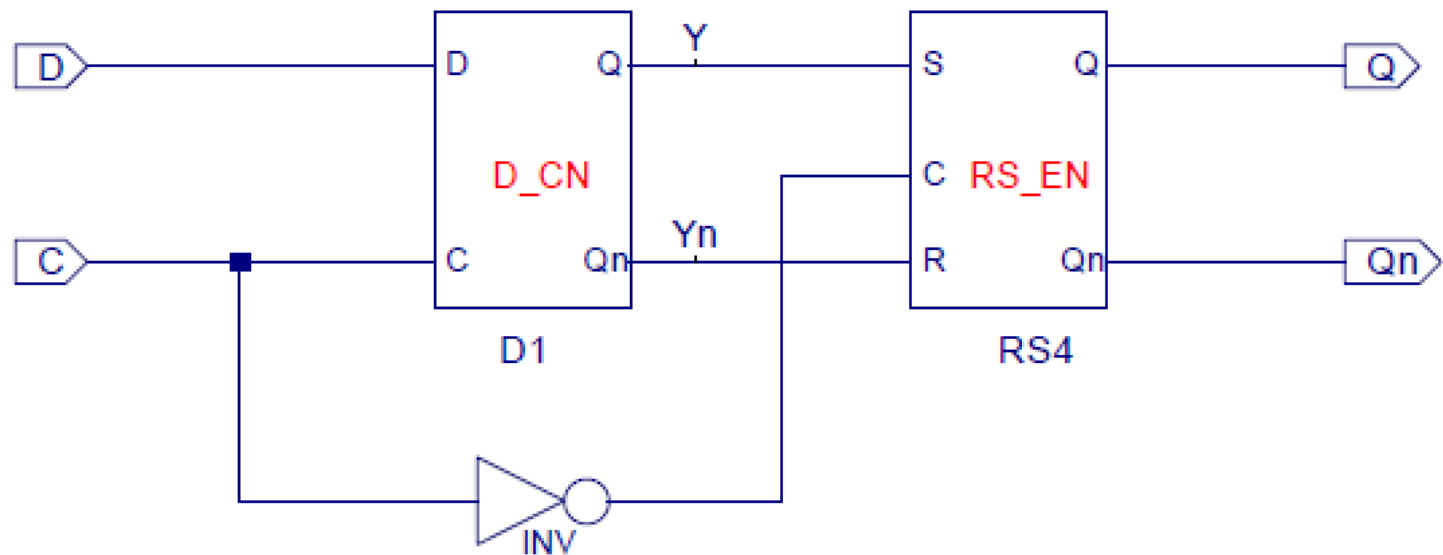 D D Q Y S Q Q
D_CN C RS_EN
C C Qn Yn R Qn Qn
D1 RS4
INV